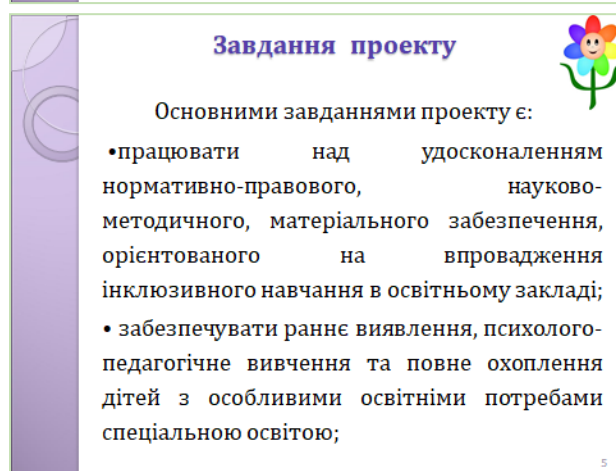 Завдання проекту
Основними завданнями проекту є:
•працювати над удосконаленням
нормативно-правового, науково-
методичного, матеріального забезпечення,
орієнтованого на впровадження
інклюзивного навчання в освітньому закладі;
• забезпечувати раннє виявлення, психолого-
педагогічне вивчення та повне охоплення
дітей з особливими освітніми потребами
спеціальною освітою;
5